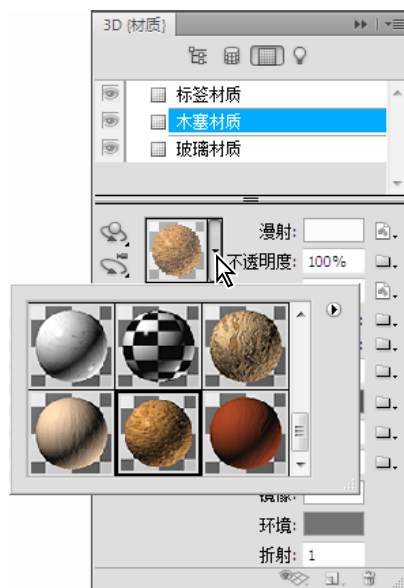 3D {材质}
标签材质
木塞材质
玻璃材质
漫射:
不透明度: 100%
镜像:
环境:
折射: 1